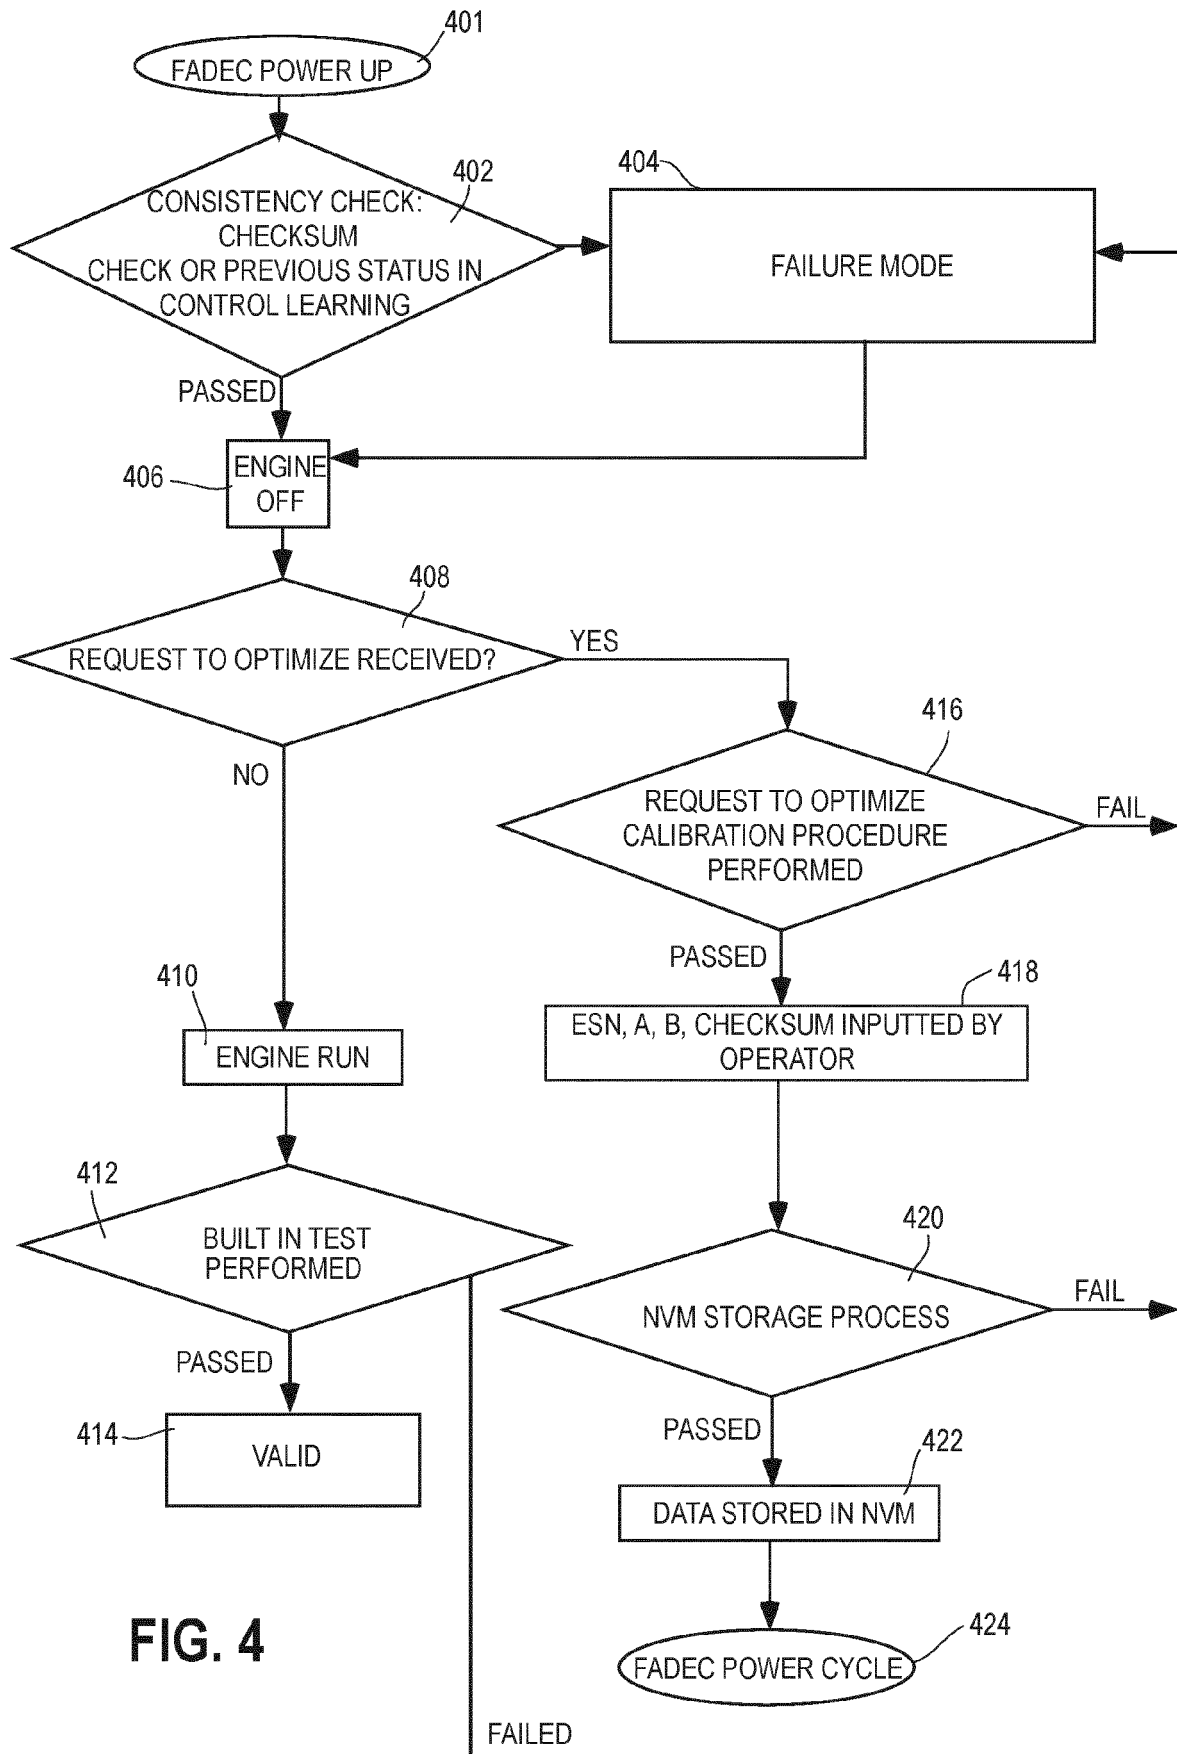 401
FADEC POWER UP
402
CONSISTENCY CHECK:
CHECKSUM
CHECK OR PREVIOUS STATUS IN
CONTROL LEARNING
404
FAILURE MODE
PASSED
406
ENGINE
OFF
408
REQUEST TO OPTIMIZE RECEIVED?
YES
NO
416
REQUEST TO OPTIMIZE
CALIBRATION PROCEDURE
PERFORMED
FAIL
PASSED
410
ENGINE RUN
418
ESN, A, B, CHECKSUM INPUTTED BY
OPERATOR
412
BUILT IN TEST
PERFORMED
420
NVM STORAGE PROCESS
FAIL
PASSED
414
VALID
PASSED
422
DATA STORED IN NVM
424
FADEC POWER CYCLE
FIG. 4
FAILED